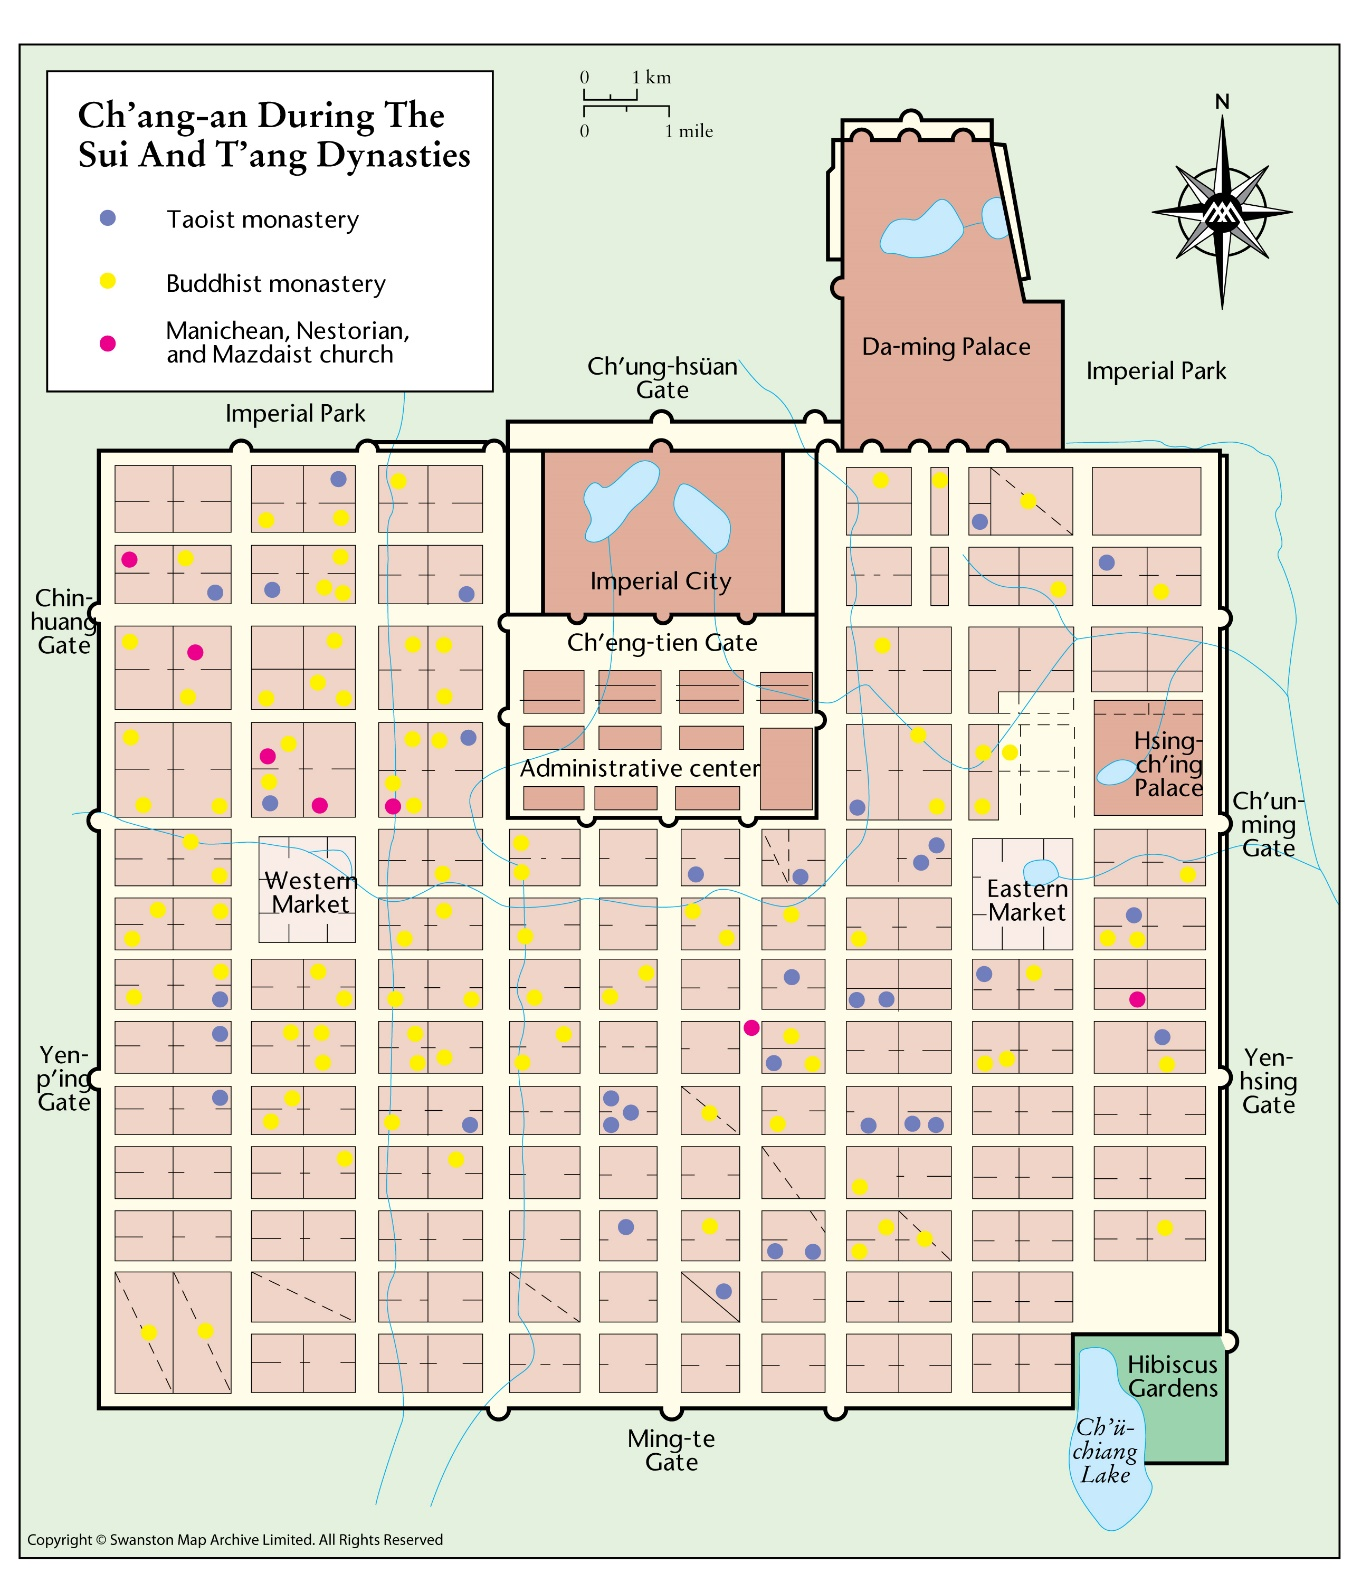 Ch’ang-an During The
Sui And T’ang Dynasties
Taoist monastery
Buddhist monastery
Manichean, Nestorian,
and Mazdaist church
0 1 km
0 1 mile
N
Da-ming Palace
Imperial Park
Ch’ung-hsüan
Gate
Imperial Park
Imperial City
Ch’eng-tien Gate
Chin-
huang
Gate
Administrative center
Hsing-
ch’ing
Palace
Ch’un-
ming
Gate
Western
Market
Eastern
Market
Yen-
p’ing
Gate
Yen-
hsing
Gate
Hibiscus
Gardens
Ch’ü-
chiang
Lake
Ming-te
Gate
Copyright © Swanston Map Archive Limited. All Rights Reserved